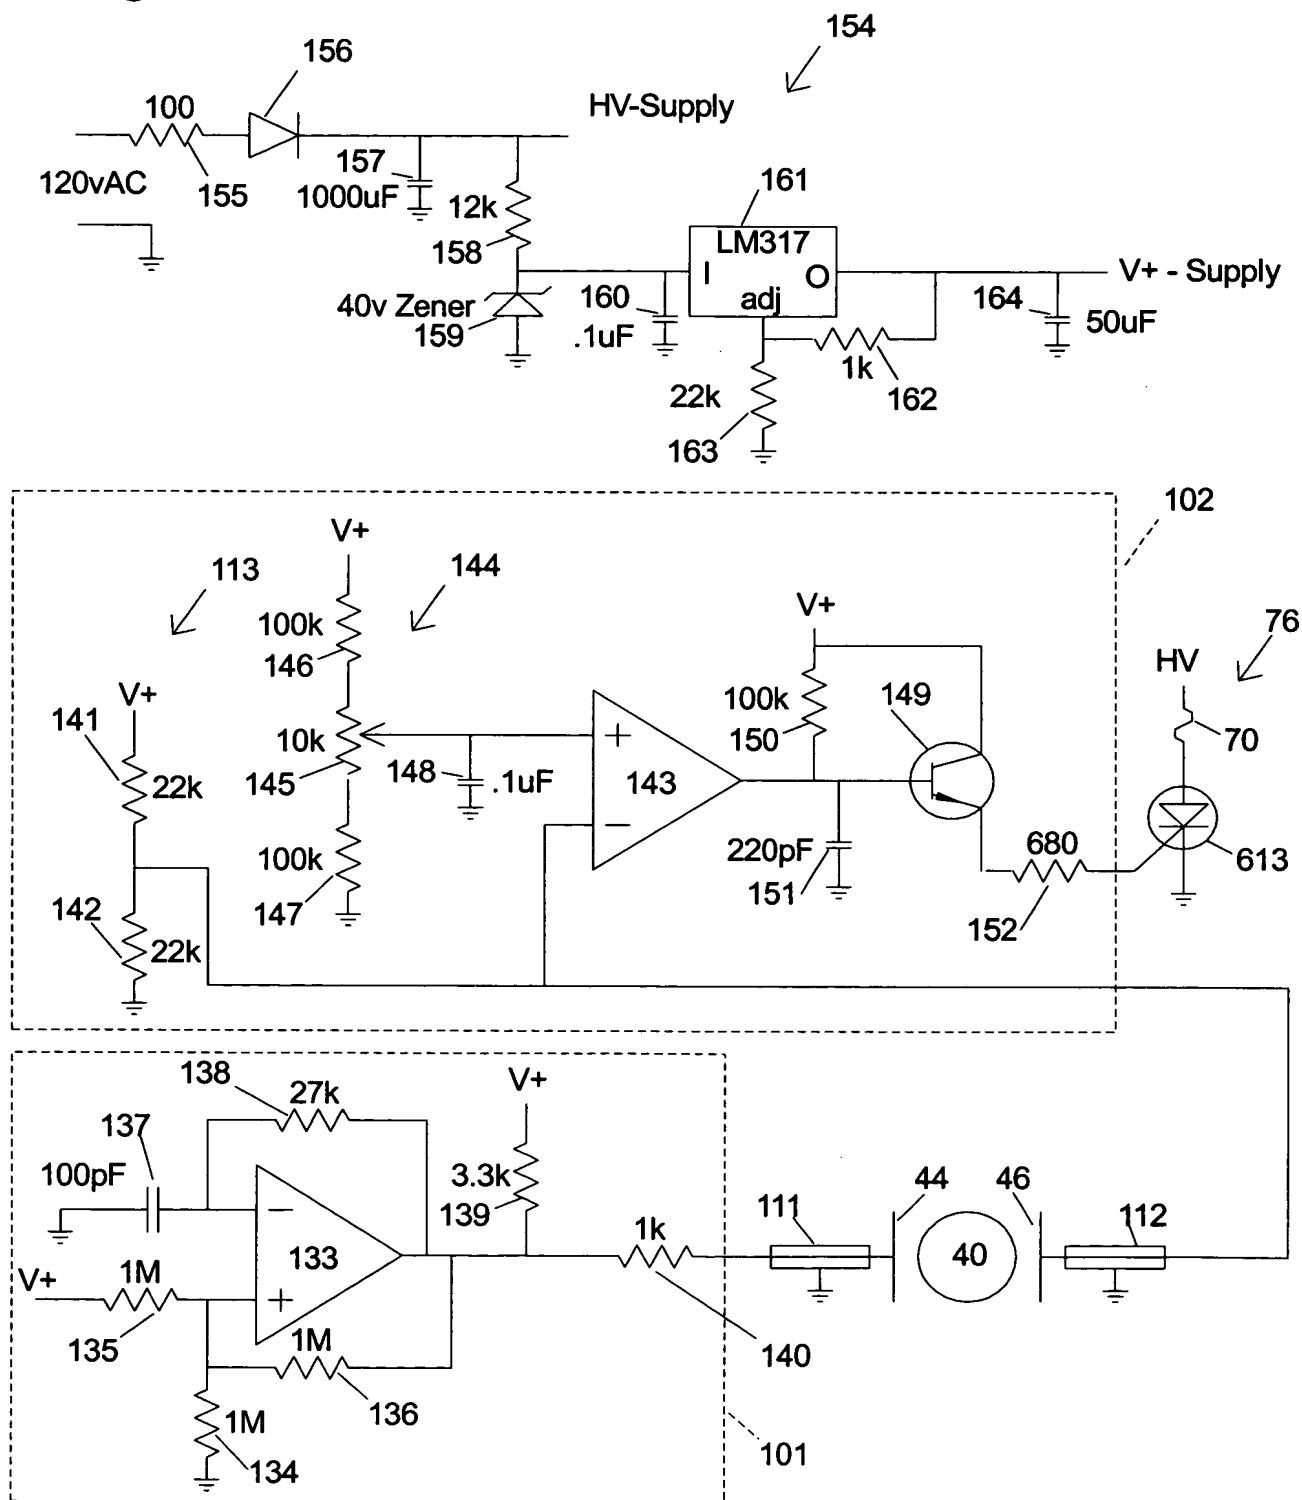 154
156
100
HV-Supply
157
1000uF
120vAC
155
161
12k
158
LM317
I
O
adj
V+ - Supply
40v Zener
159
160
.1uF
164
50uF
1k
162
22k
163
102
V+
113
144
V+
100k
146
76
HV
V+
141
10k
145
148
.1uF
+
143
−
100k
150
149
70
22k
100k
147
220pF
151
680
152
613
142
22k
138
27k
V+
137
100pF
3.3k
139
44
46
111
112
−
133
+
1k
40
V+
1M
135
1M
136
140
1M
134
101